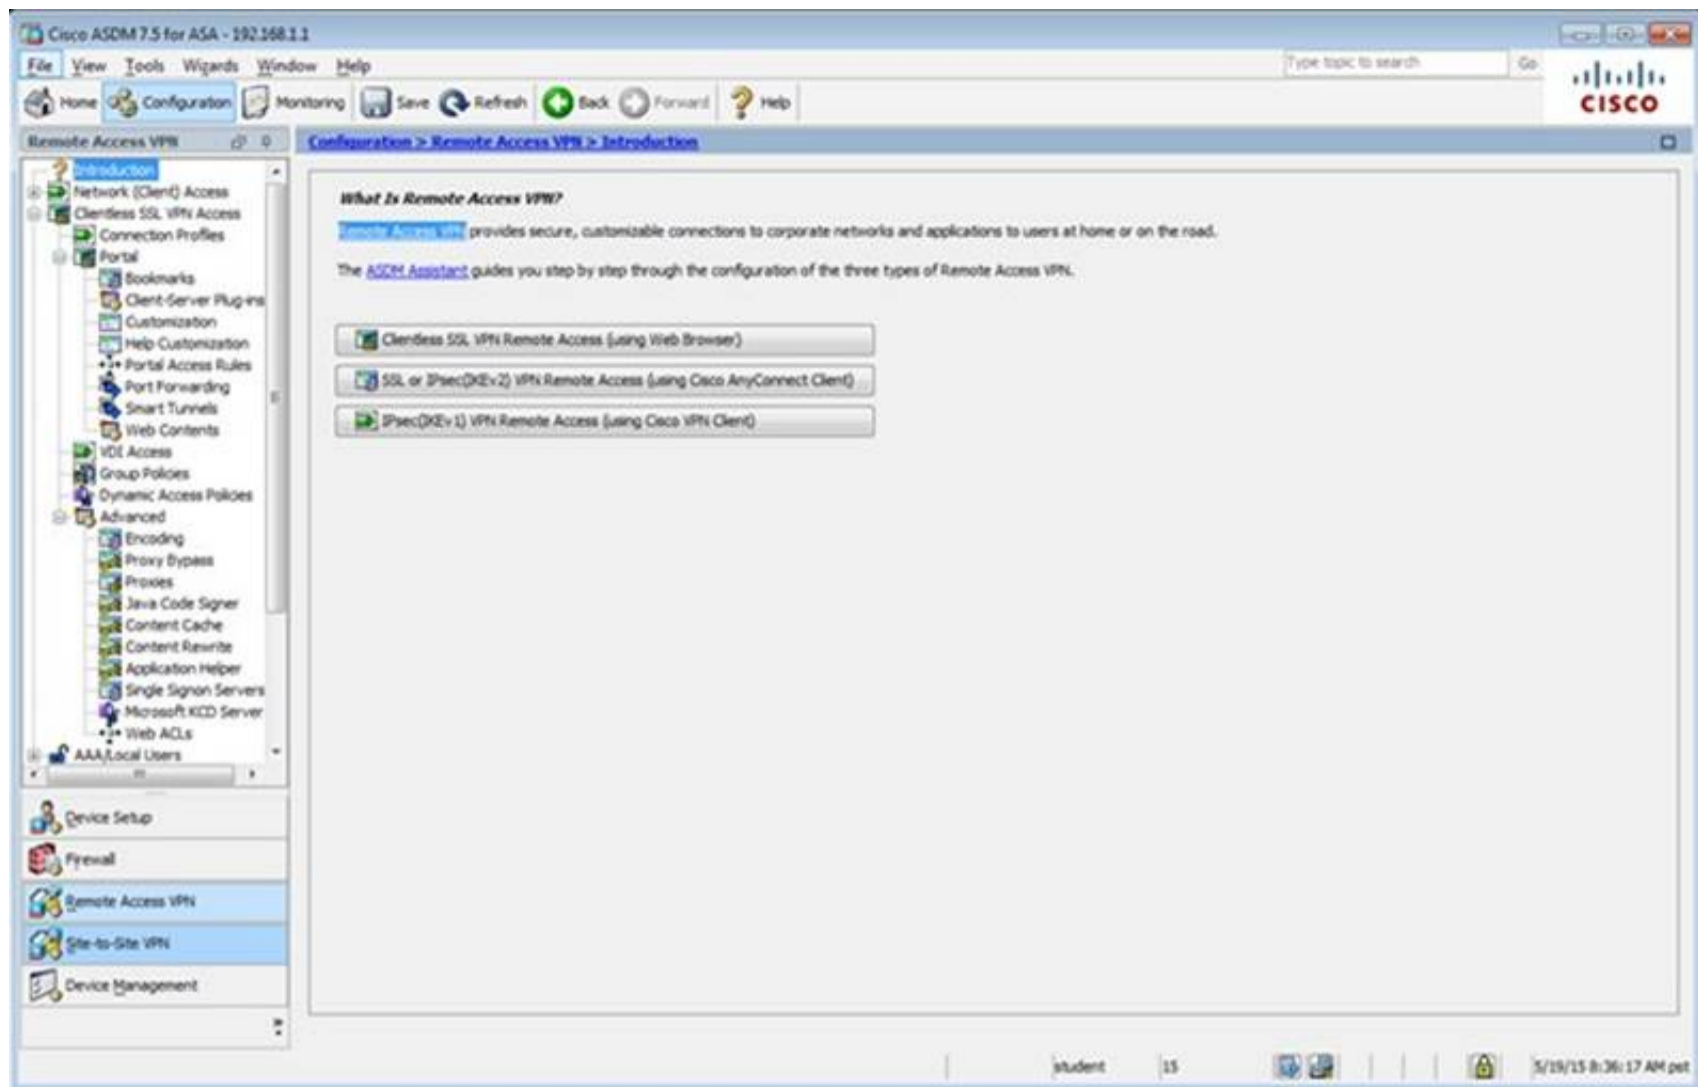 Cisco ASDM 7.5 for ASA - 192.168.1.1
File View Tools Wizards Window Help
Type topic to search Go
CISCO
Home Configuration Monitoring Save Refresh Back Forward Help
Remote Access VPN
Configuration > Remote Access VPN > Introduction
Introduction
Network (Client) Access
Clientless SSL VPN Access
Connection Profiles
Portal
Bookmarks
Client-Server Plug-ins
Customization
Help Customization
Portal Access Rules
Port Forwarding
Smart Tunnels
Web Contents
VDI Access
Group Policies
Dynamic Access Policies
Advanced
Encoding
Proxy Bypass
Proxies
Java Code Signer
Content Cache
Content Rewrite
Application Helper
Single Signon Servers
Microsoft KCD Server
Web ACLs
AAA/Local Users
Device Setup
Firewall
Remote Access VPN
Site-to-Site VPN
Device Management
What Is Remote Access VPN?
Remote Access VPN provides secure, customizable connections to corporate networks and applications to users at home or on the road.
The ASDM Assistant guides you step by step through the configuration of the three types of Remote Access VPN.
Clientless SSL VPN Remote Access (using Web Browser)
SSL or IPsec(IKEv2) VPN Remote Access (using Cisco AnyConnect Client)
IPsec(IKEv1) VPN Remote Access (using Cisco VPN Client)
student 15 5/19/15 8:36:17 AM pst